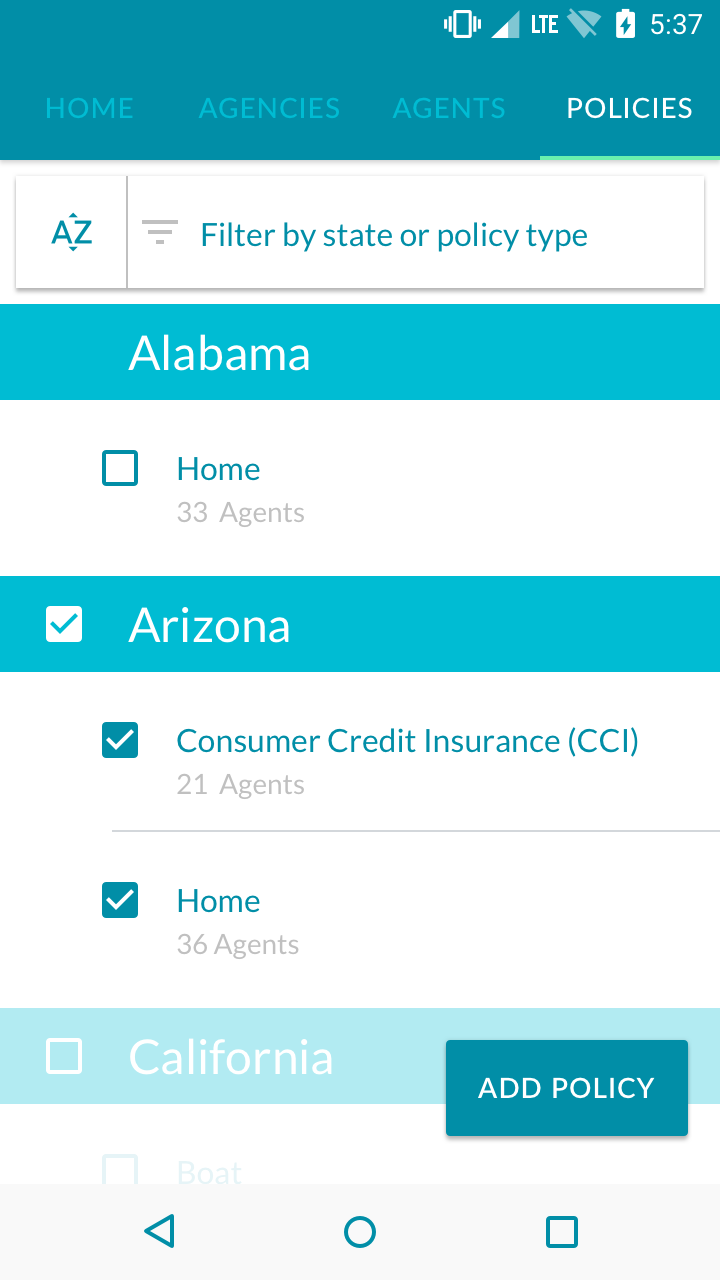 LTE 5:37
HOME AGENCIES AGENTS POLICIES
AZ Filter by state or policy type
Alabama
Home
33 Agents
Arizona
Consumer Credit Insurance (CCI)
21 Agents
Home
36 Agents
California
ADD POLICY
Boat